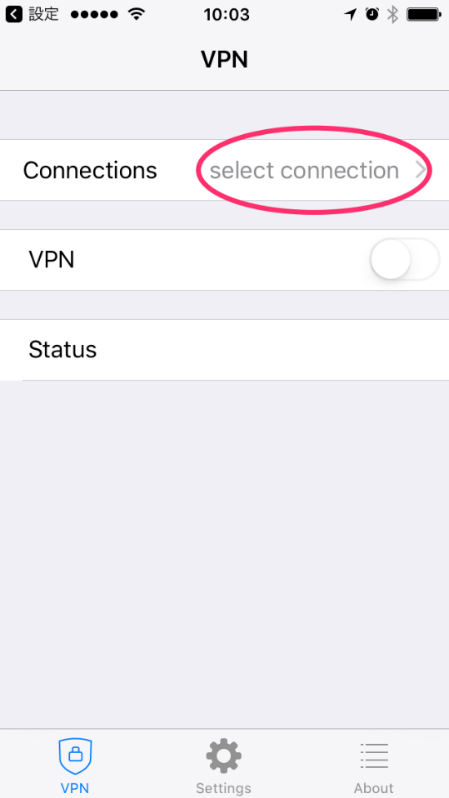 設定 10:03
VPN
Connections select connection
VPN
Status
VPN Settings About